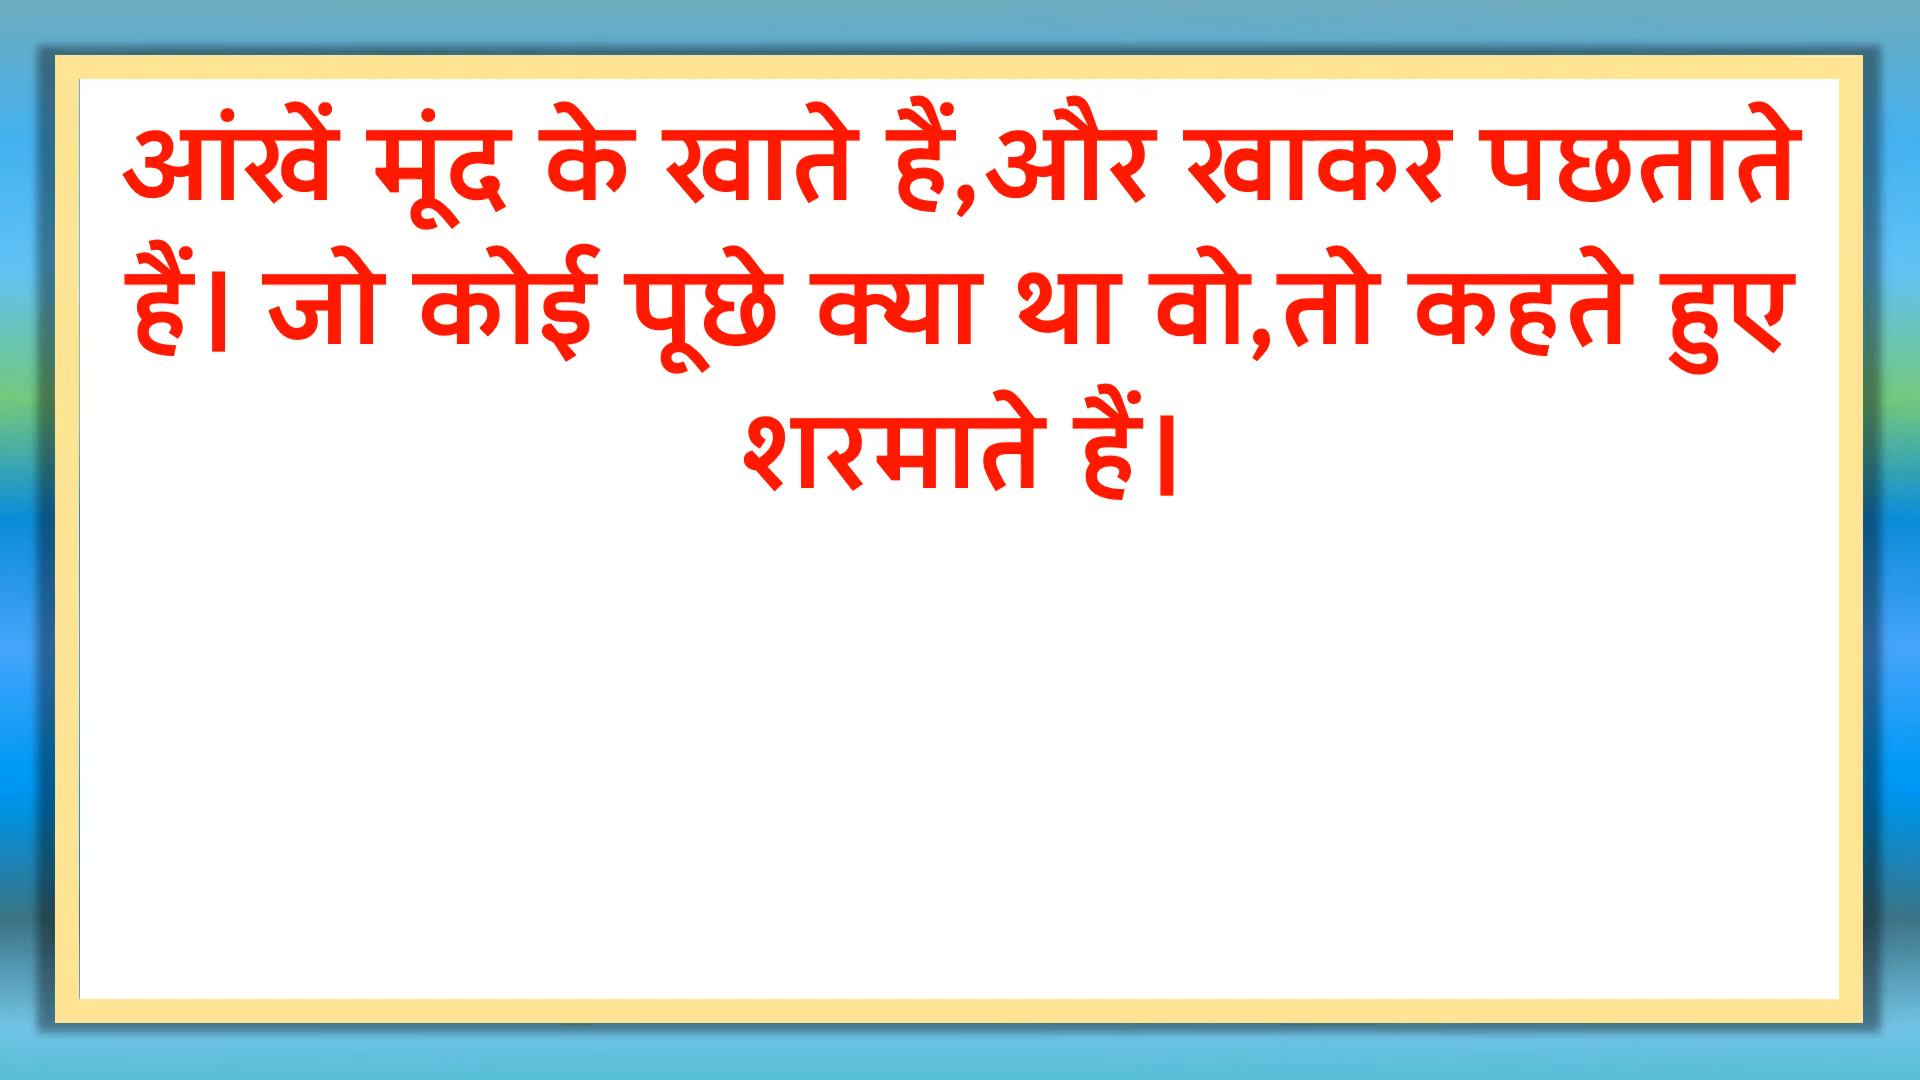 आंखें मूंद के खाते हैं,और खाकर पछताते
हैं। जो कोई पूछे क्या था वो,तो कहते हुए
शरमाते हैं।